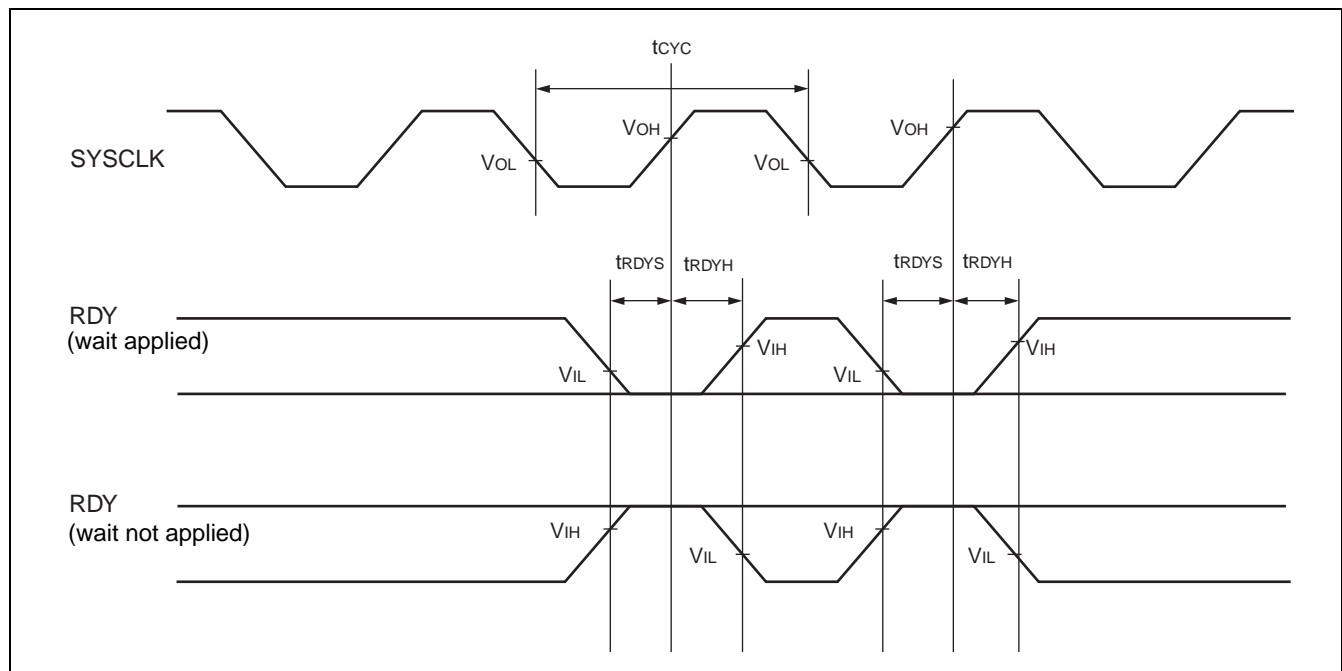 tCYC
SYSCLK
VOL
VOH
VOL
VOH
tRDYS
tRDYH
tRDYS
tRDYH
RDY
(wait applied)
VIL
VIH
VIL
VIH
RDY
(wait not applied)
VIH
VIL
VIH
VIL